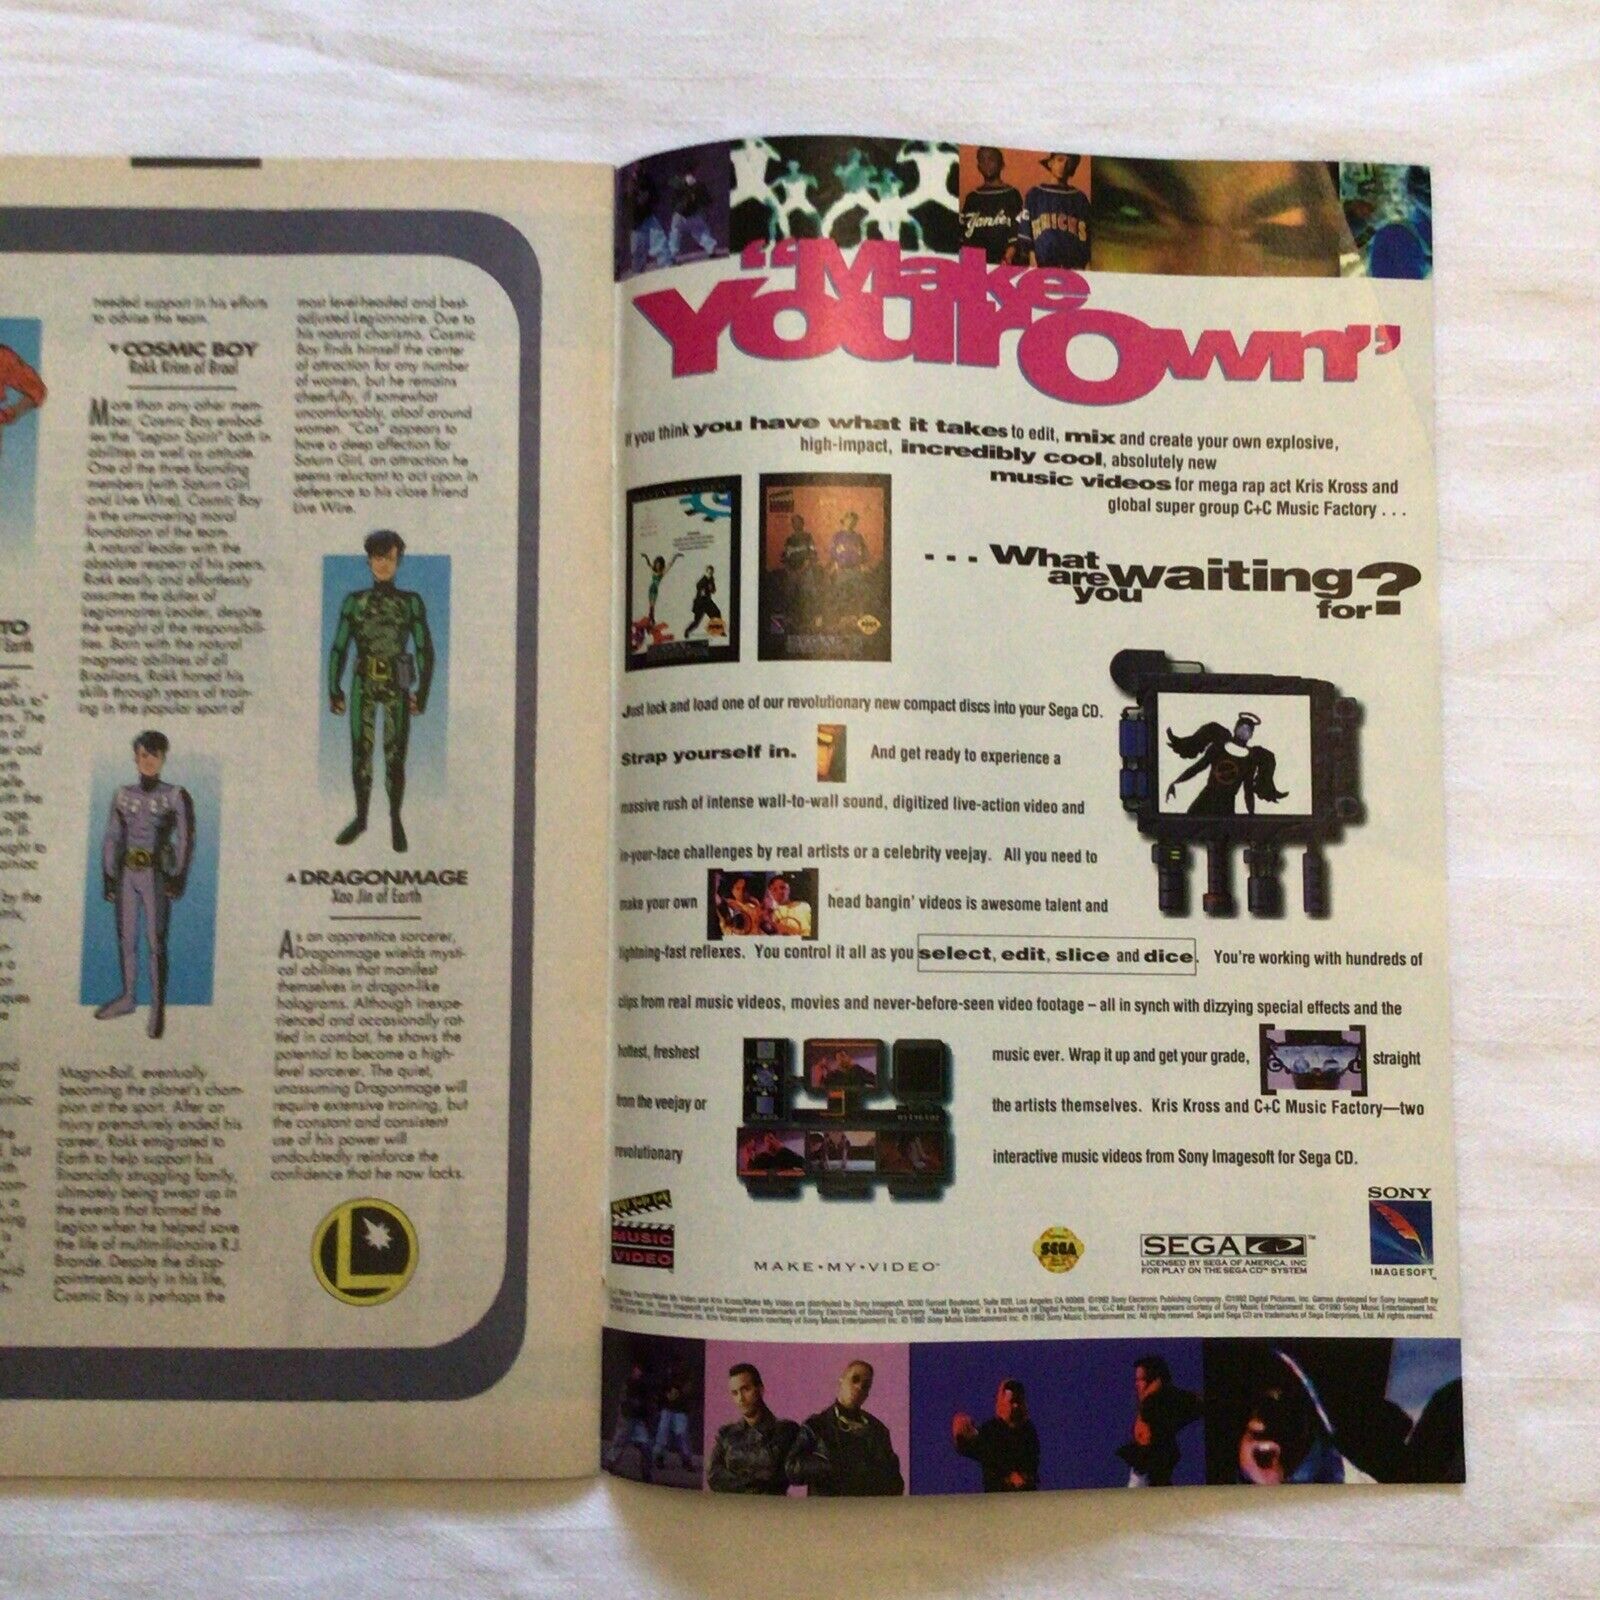 needed support in his efforts
to advise the team.
COSMIC BOY
Rokk Krinn of Braal
More than any other mem-
ber, Cosmic Boy embod-
ies the "Legion Spirit" both in
abilities as well as attitude.
One of the three founding
members (with Saturn Girl
and Live Wire), Cosmic Boy
is the unwavering moral
foundation of the team.
A natural leader with the
absolute respect of his peers,
Rokk easily and effortlessly
assumes the duties of
Legionnaires Leader, despite
the weight of the responsibili-
ties. Born with the natural
magnetic abilities of all
Braalians, Rokk honed his
skills through years of train-
ing in the popular sport of
Magno-Ball, eventually
becoming the planet's cham-
pion at the sport. After an
injury prematurely ended his
career, Rokk emigrated to
Earth to help support his
financially struggling family,
ultimately being swept up in
the events that formed the
Legion when he helped save
the life of multimillionaire R.J.
Brande. Despite the disap-
pointments early in his life,
Cosmic Boy is perhaps the
most level-headed and best-
adjusted Legionnaire. Due to
his natural charisma, Cosmic
Boy finds himself the center
of attraction for any number
of women, but he remains
cheerfully, if somewhat
uncomfortably, aloof around
women. "Cos" appears to
have a deep affection for
Saturn Girl, an attraction he
seems reluctant to act upon in
deference to his close friend
Live Wire.
DRAGONMAGE
Xao Jin of Earth
As an apprentice sorcerer,
Dragonmage wields mysti-
cal abilities that manifest
themselves in dragon-like
holograms. Although inexpe-
rienced and occasionally rat-
tled in combat, he shows the
potential to become a high-
level sorcerer. The quiet,
unassuming Dragonmage will
require extensive training, but
the constant and consistent
use of his power will
undoubtedly reinforce the
confidence that he now lacks.
L
Yankees
"Make
Your Own"
If you think you have what it takes to edit, mix and create your own explosive,
high-impact, incredibly cool, absolutely new
music videos for mega rap act Kris Kross and
global super group C+C Music Factory . . .
. . . What are you waiting for?
Just lock and load one of our revolutionary new compact discs into your Sega CD.
Strap yourself in. And get ready to experience a
massive rush of intense wall-to-wall sound, digitized live-action video and
in-your-face challenges by real artists or a celebrity veejay. All you need to
make your own head bangin' videos is awesome talent and
lightning-fast reflexes. You control it all as you select, edit, slice and dice. You're working with hundreds of
clips from real music videos, movies and never-before-seen video footage – all in synch with dizzying special effects and the
hottest, freshest music ever. Wrap it up and get your grade, straight
from the veejay or the artists themselves. Kris Kross and C+C Music Factory—two
revolutionary interactive music videos from Sony Imagesoft for Sega CD.
MUSIC
VIDEO
MAKE•MY•VIDEO™
SEGA
SEGA CD™
LICENSED BY SEGA OF AMERICA, INC
FOR PLAY ON THE SEGA CD™ SYSTEM
SONY
IMAGESOFT™